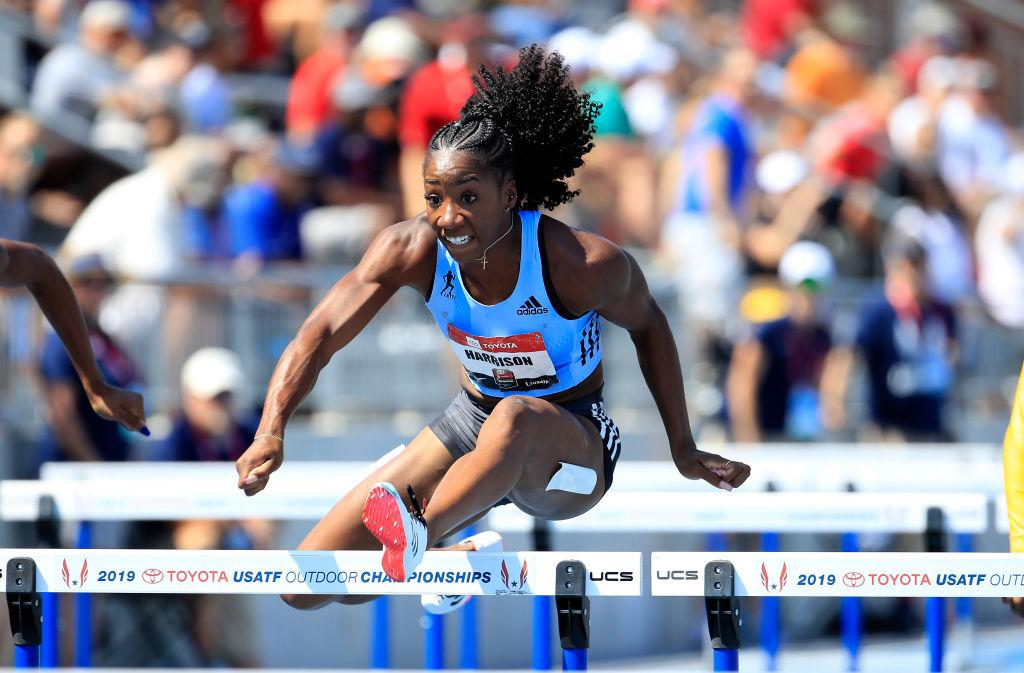 adidas
TOYOTA
HARRISON
2019 TOYOTA USATF OUTDOOR CHAMPIONSHIPS
UCS
UCS
2019 TOYOTA USATF OUTD